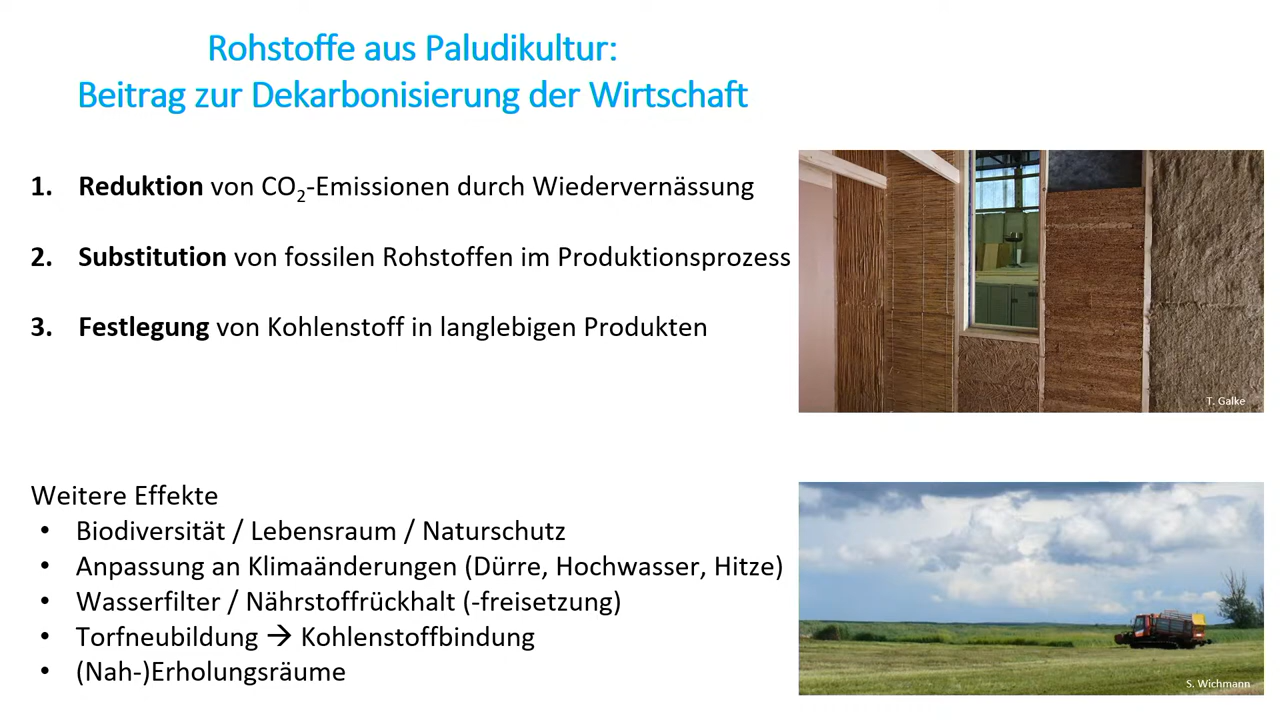 Rohstoffe aus Paludikultur:
Beitrag zur Dekarbonisierung der Wirtschaft
1. Reduktion von CO₂-Emissionen durch Wiedervernässung
2. Substitution von fossilen Rohstoffen im Produktionsprozess
3. Festlegung von Kohlenstoff in langlebigen Produkten
T. Galke
Weitere Effekte
• Biodiversität / Lebensraum / Naturschutz
• Anpassung an Klimaänderungen (Dürre, Hochwasser, Hitze)
• Wasserfilter / Nährstoffrückhalt (-freisetzung)
• Torfneubildung → Kohlenstoffbindung
• (Nah-)Erholungsräume
S. Wichmann